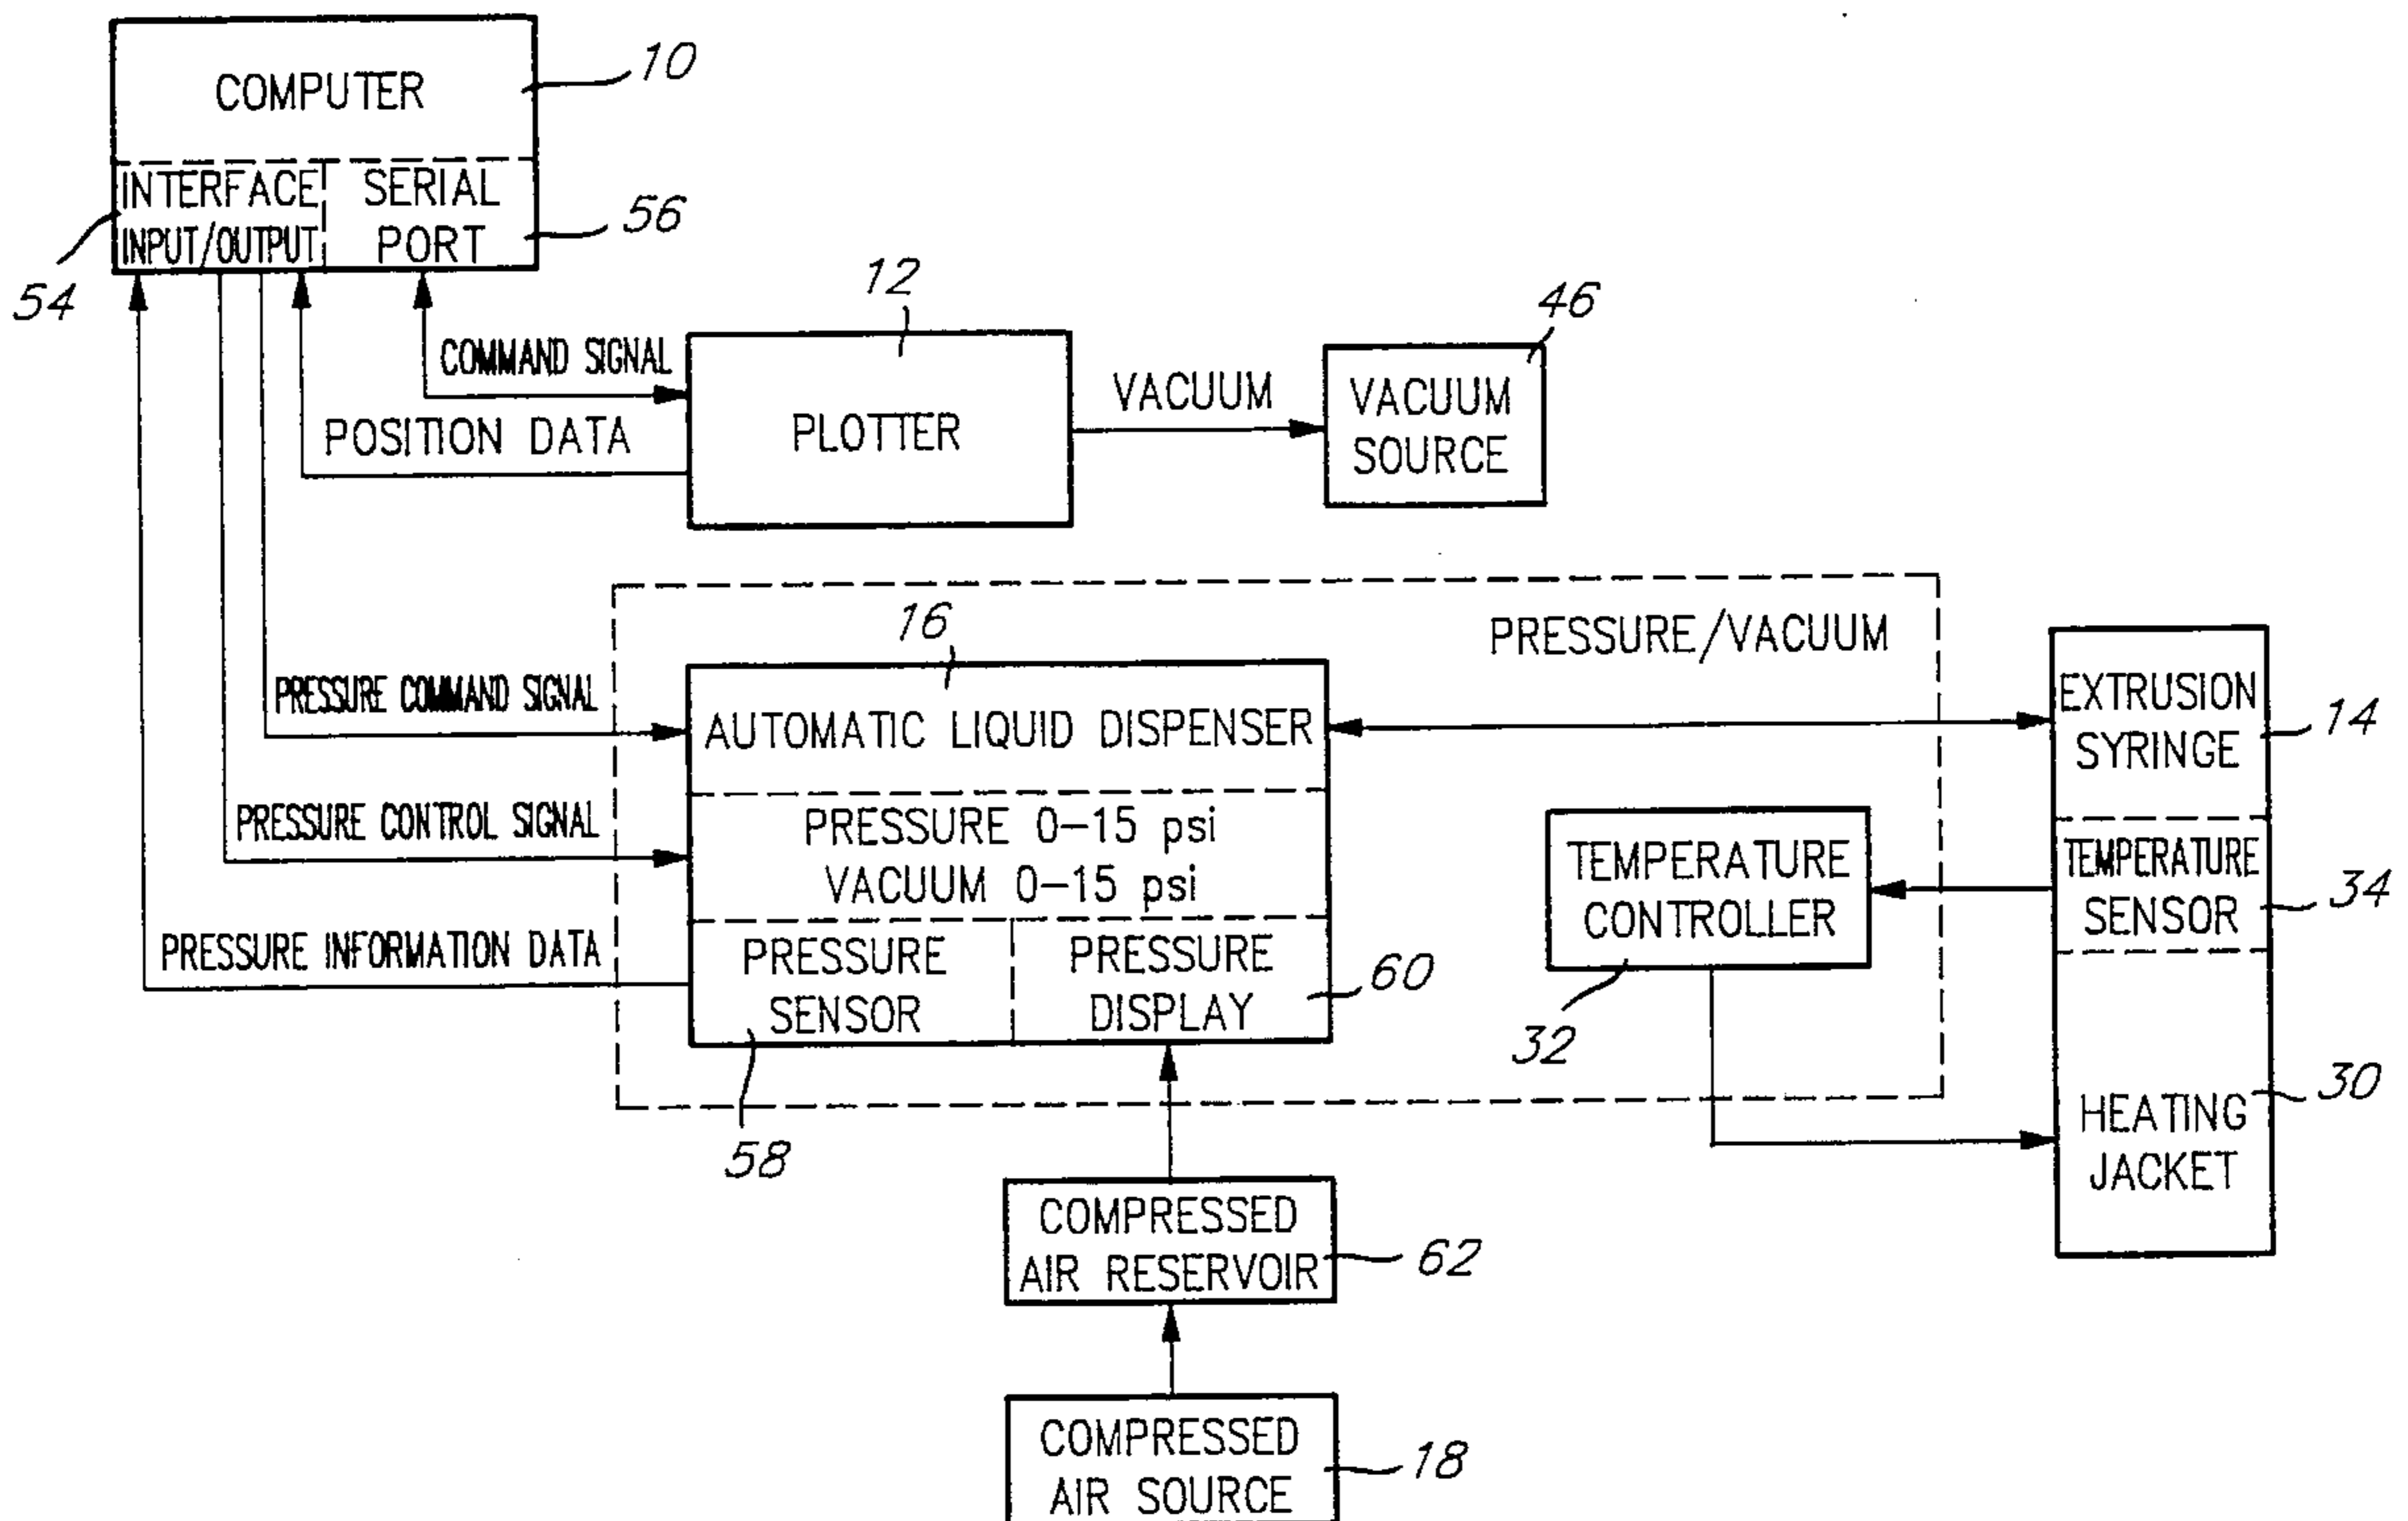 COMPUTER
10
INTERFACE
INPUT/OUTPUT
SERIAL
PORT
54
56
12
46
COMMAND SIGNAL
POSITION DATA
PLOTTER
VACUUM
VACUUM
SOURCE
16
PRESSURE/VACUUM
PRESSURE COMMAND SIGNAL
AUTOMATIC LIQUID DISPENSER
EXTRUSION
SYRINGE
14
PRESSURE CONTROL SIGNAL
PRESSURE 0-15 psi
VACUUM 0-15 psi
TEMPERATURE
CONTROLLER
32
TEMPERATURE
SENSOR
34
PRESSURE INFORMATION DATA
PRESSURE
SENSOR
58
PRESSURE
DISPLAY
60
HEATING
JACKET
30
COMPRESSED
AIR RESERVOIR
62
COMPRESSED
AIR SOURCE
18